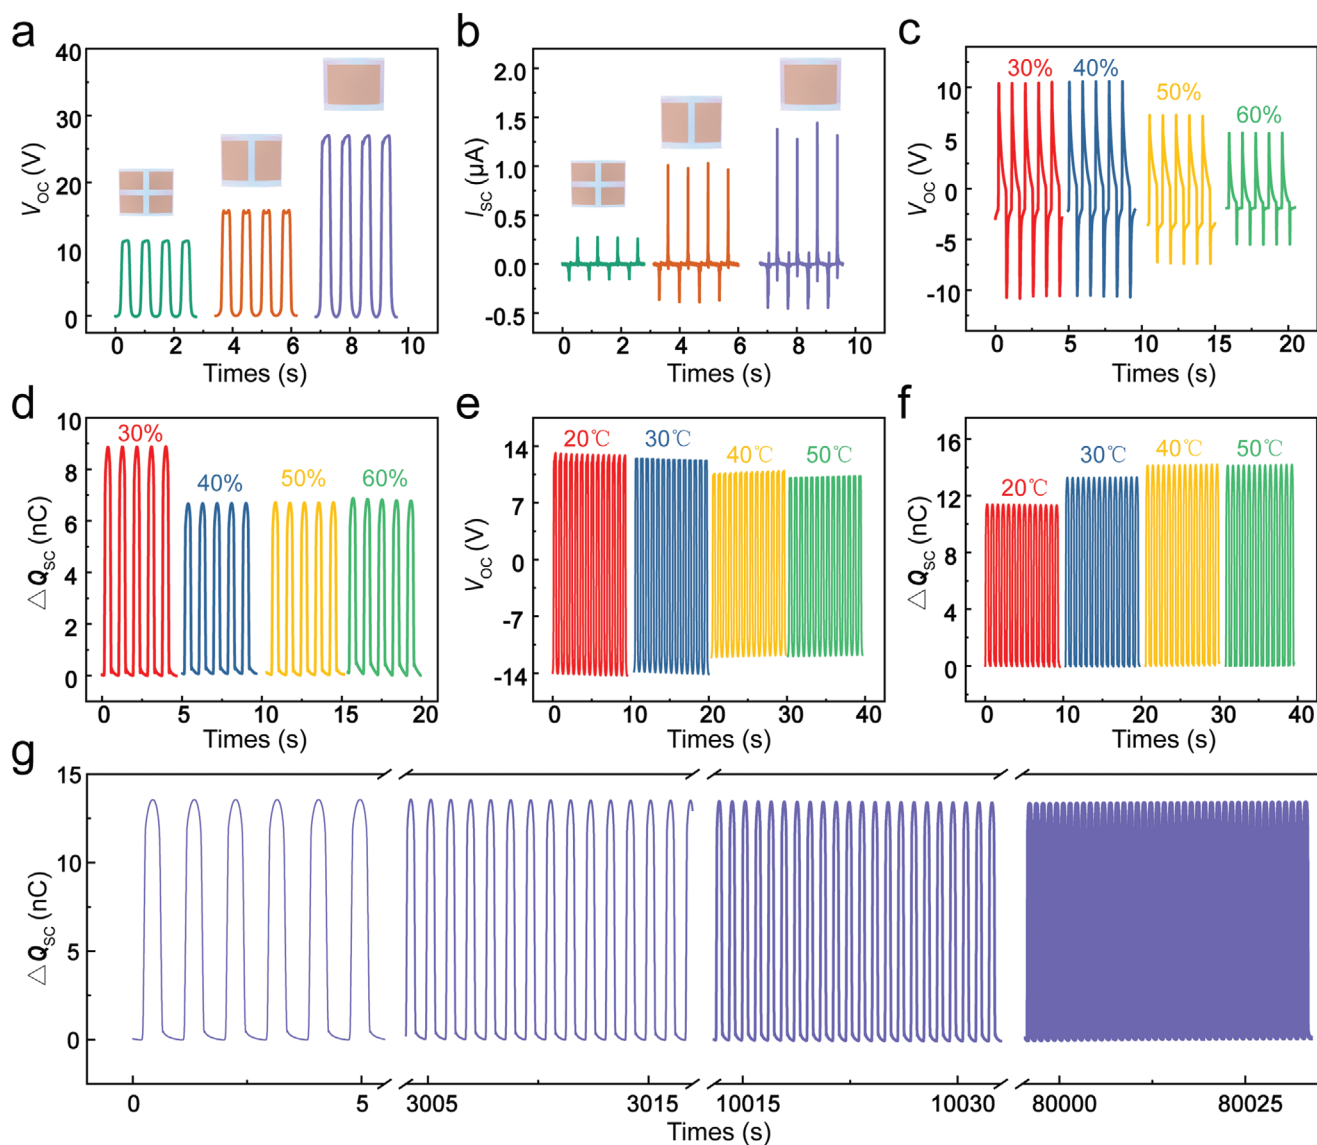 a
40
30
20
10
0
V_OC (V)
0 2 4 6 8 10
Times (s)
b
2.0
1.5
1.0
0.5
0.0
-0.5
I_SC (μA)
0 2 4 6 8 10
Times (s)
c
30% 40%
50%
60%
10
5
0
-5
-10
V_OC (V)
0 5 10 15 20
Times (s)
d
30%
40% 50% 60%
10
8
6
4
2
0
△Q_SC (nC)
0 5 10 15 20
Times (s)
e
20℃ 30℃
40℃ 50℃
14
7
0
-7
-14
V_OC (V)
0 10 20 30 40
Times (s)
f
20℃ 30℃ 40℃ 50℃
16
12
8
4
0
△Q_SC (nC)
0 10 20 30 40
Times (s)
g
15
10
5
0
△Q_SC (nC)
0 5 3005 3015 10015 10030 80000 80025
Times (s)